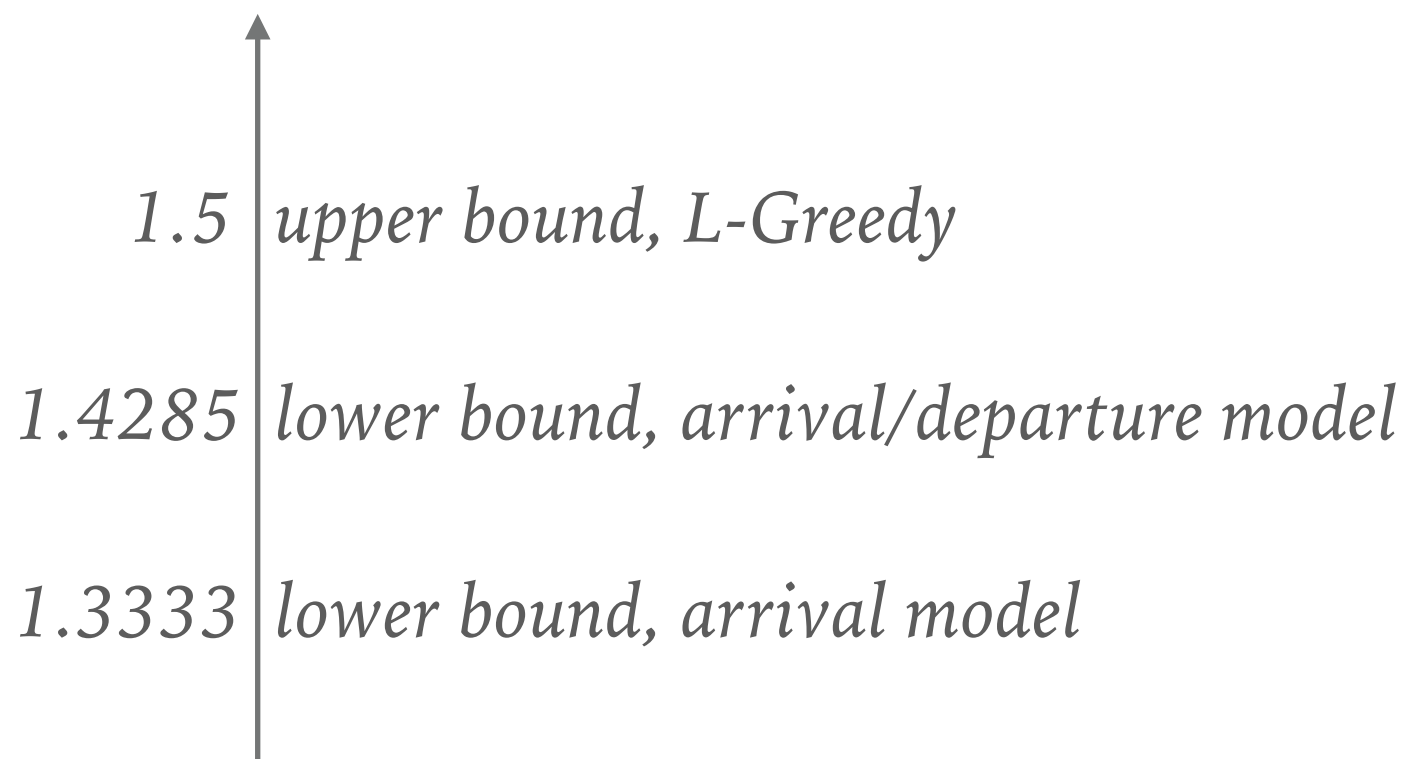 1.5 upper bound, L-Greedy
1.4285 lower bound, arrival/departure model
1.3333 lower bound, arrival model